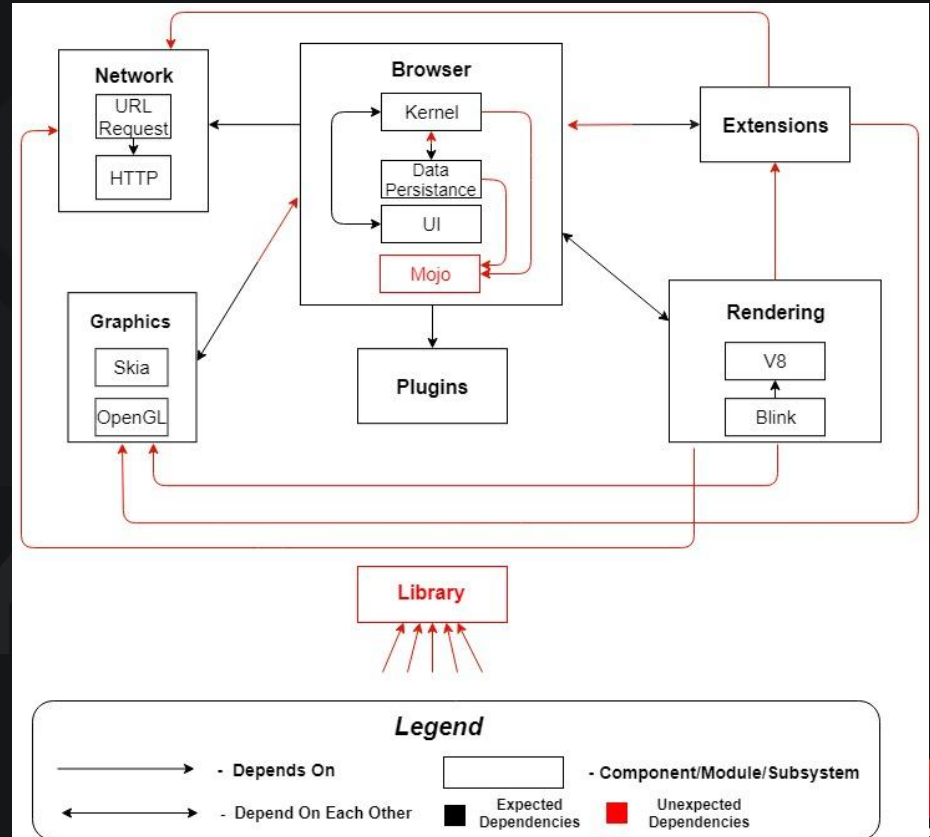 Network
URL
Request
HTTP
Browser
Kernel
Data
Persistance
UI
Mojo
Extensions
Graphics
Skia
OpenGL
Plugins
Rendering
V8
Blink
Library
Legend
- Depends On
- Component/Module/Subsystem
- Depend On Each Other
Expected
Dependencies
Unexpected
Dependencies